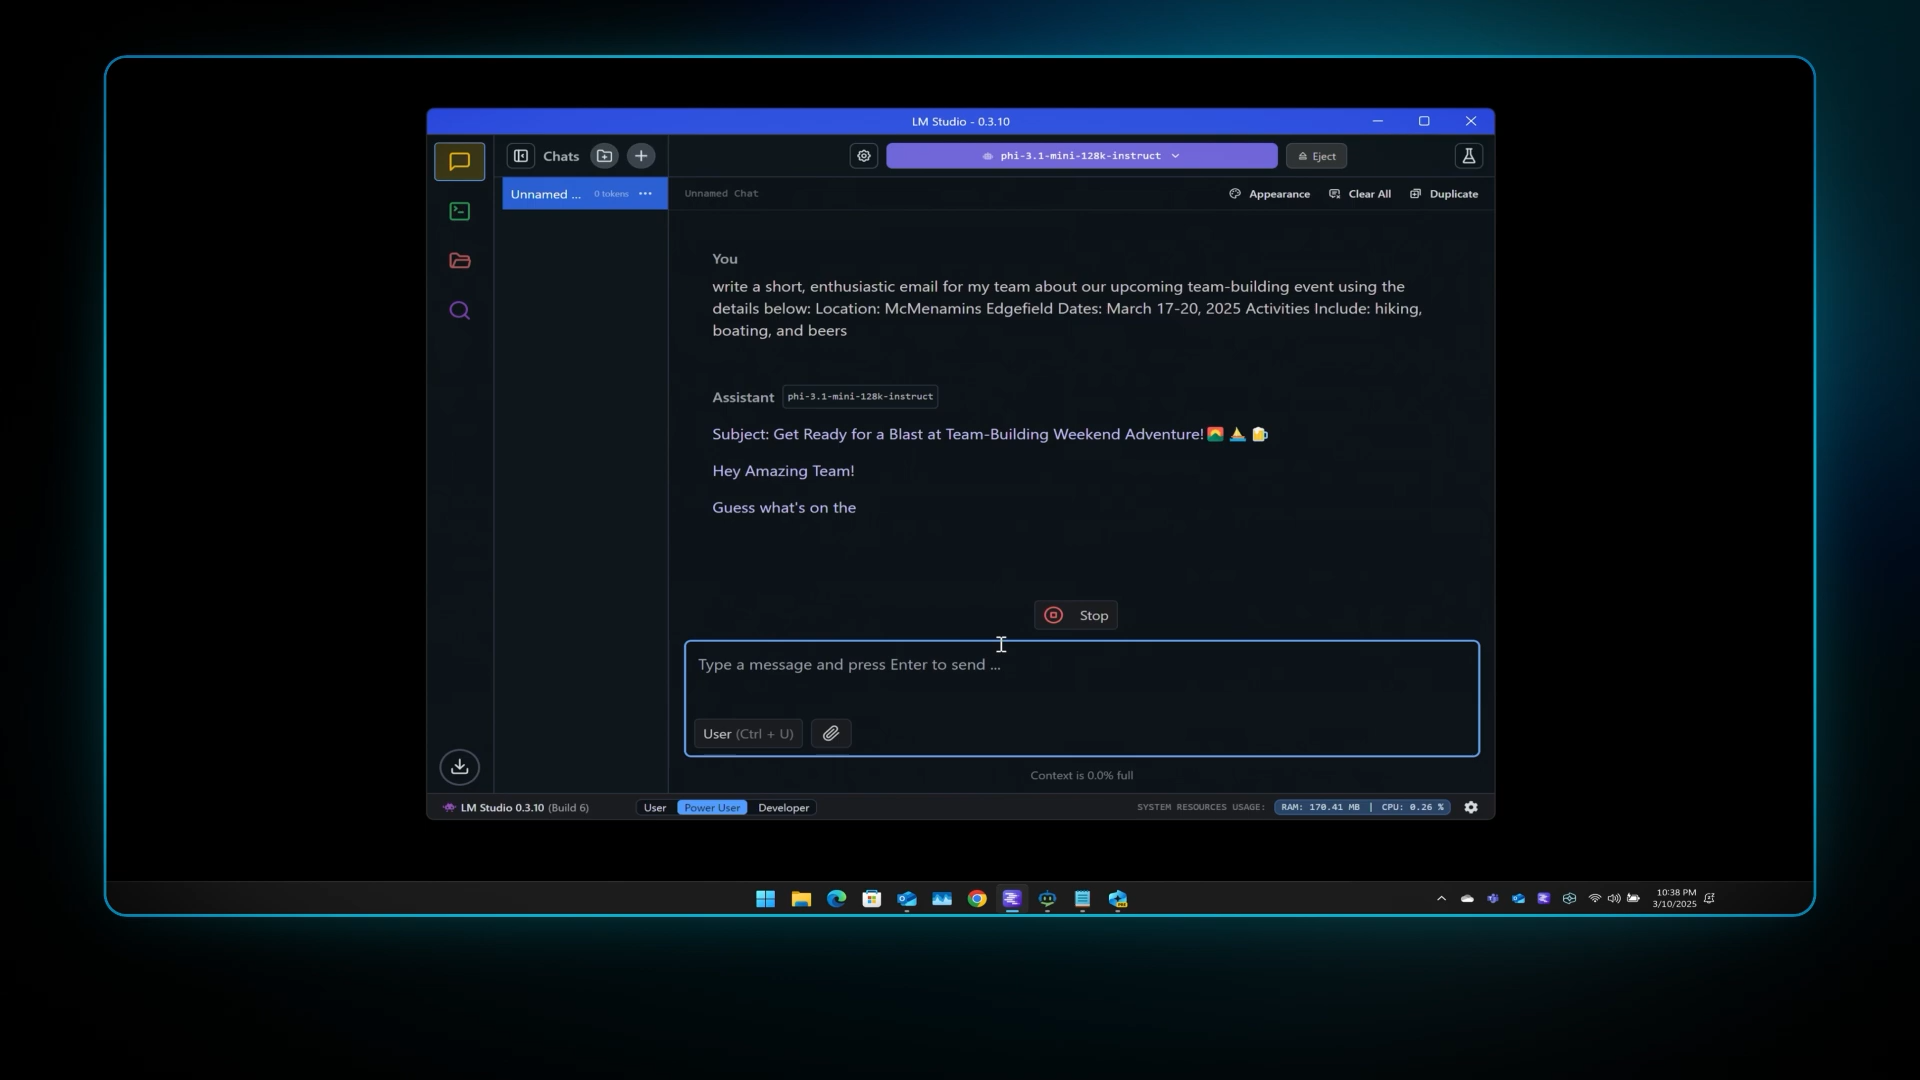 LM Studio - 0.3.10
Chats
phi-3.1-mini-128k-instruct
Eject
Unnamed ...
0 tokens
Unnamed Chat
Appearance
Clear All
Duplicate
You
write a short, enthusiastic email for my team about our upcoming team-building event using the
details below: Location: McMenamins Edgefield Dates: March 17-20, 2025 Activities Include: hiking,
boating, and beers
Assistant
phi-3.1-mini-128k-instruct
Subject: Get Ready for a Blast at Team-Building Weekend Adventure!🌄 ⛵ 🍺
Hey Amazing Team!
Guess what's on the
Stop
Type a message and press Enter to send ...
User (Ctrl + U)
Context is 0.0% full
LM Studio 0.3.10 (Build 6)
User
Power User
Developer
SYSTEM RESOURCES USAGE:
RAM: 170.41 MB | CPU: 0.26 %
10:38 PM
3/10/2025